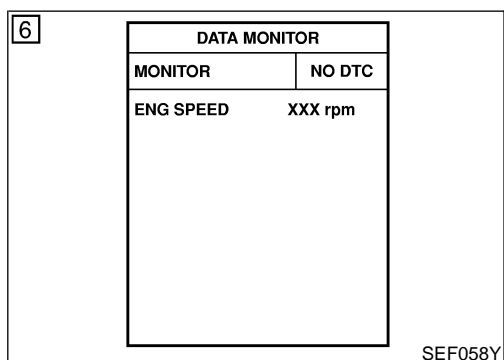 6
DATA MONITOR
MONITOR NO DTC
ENG SPEED XXX rpm
SEF058Y